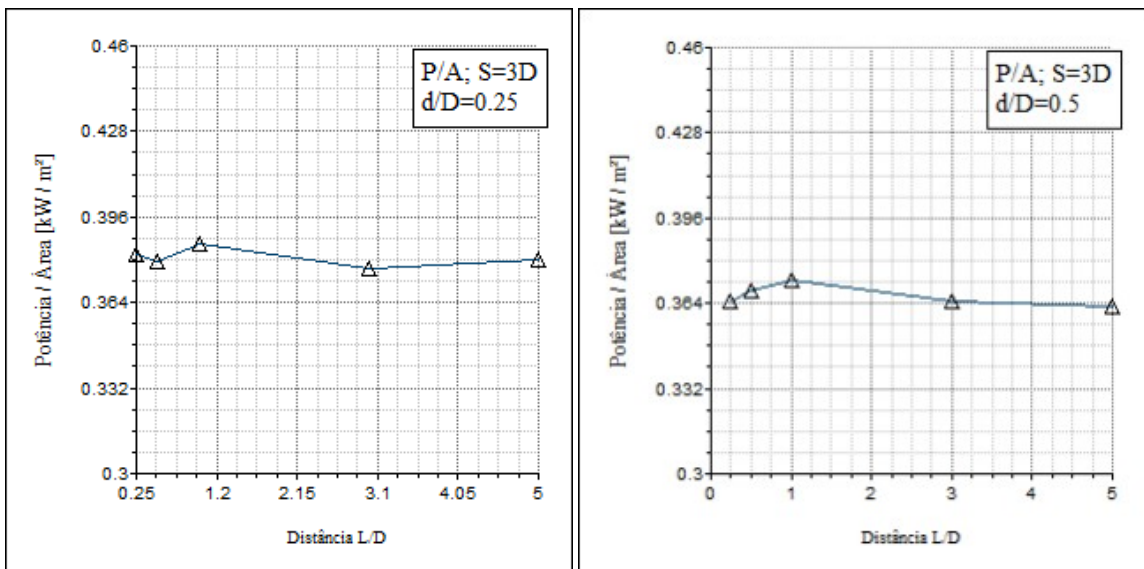 0.46
0.428
0.396
0.364
0.332
0.3
Potência / Àrea [kW / m²]
P/A; S=3D
d/D=0.25
0.25 1.2 2.15 3.1 4.05 5
Distância L/D
0.46
0.428
0.396
0.364
0.332
0.3
Potência / Àrea [kW / m²]
P/A; S=3D
d/D=0.5
0 1 2 3 4 5
Distância L/D